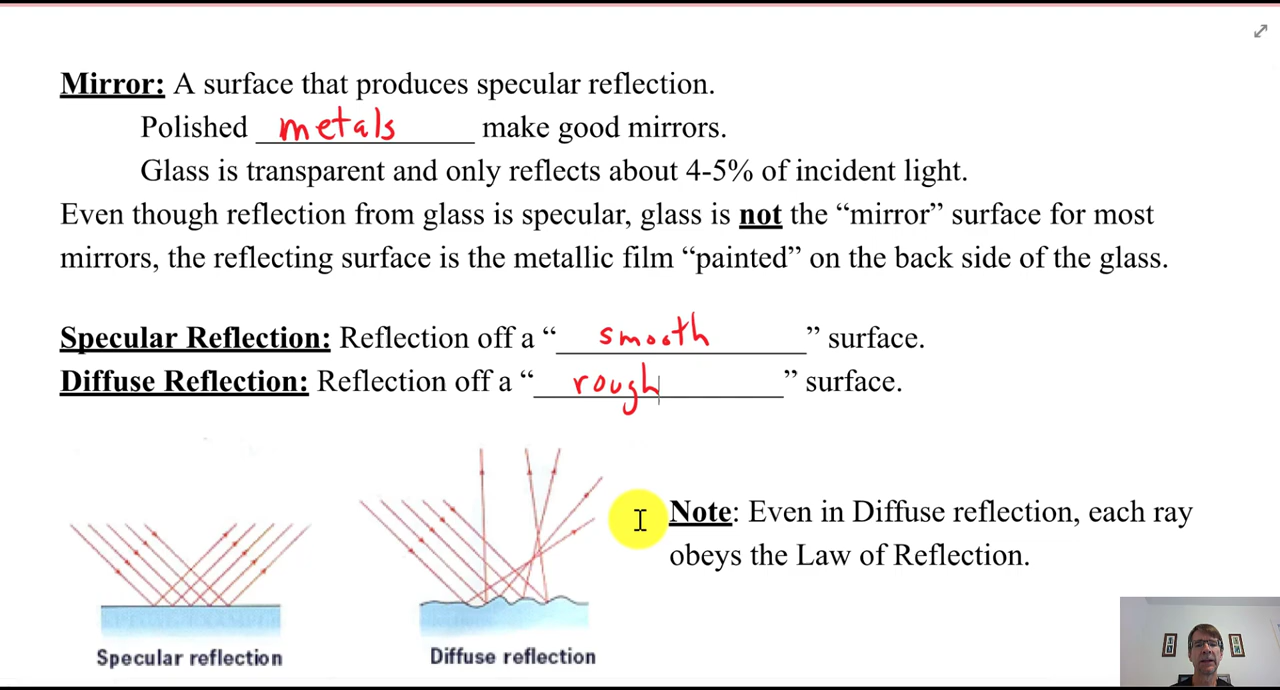 Mirror: A surface that produces specular reflection.
Polished metals make good mirrors.
Glass is transparent and only reflects about 4-5% of incident light.
Even though reflection from glass is specular, glass is not the “mirror” surface for most
mirrors, the reflecting surface is the metallic film “painted” on the back side of the glass.
Specular Reflection: Reflection off a “ smooth ” surface.
Diffuse Reflection: Reflection off a “ rough ” surface.
Note: Even in Diffuse reflection, each ray
obeys the Law of Reflection.
Specular reflection
Diffuse reflection